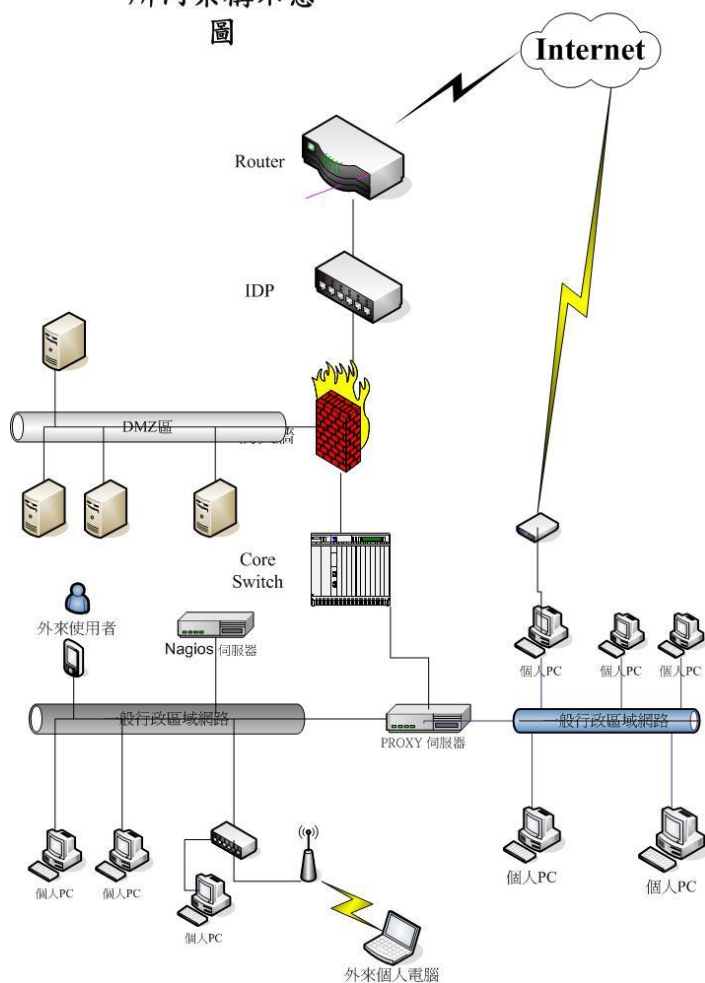 圖
Internet
Router
IDP
DMZ區
Core
Switch
外來使用者
Nagios 伺服器
個人PC
個人PC
個人PC
一般行政區域網路
PROXY 伺服器
一般行政區域網路
個人PC
個人PC
個人PC
個人PC
個人PC
外來個人電腦